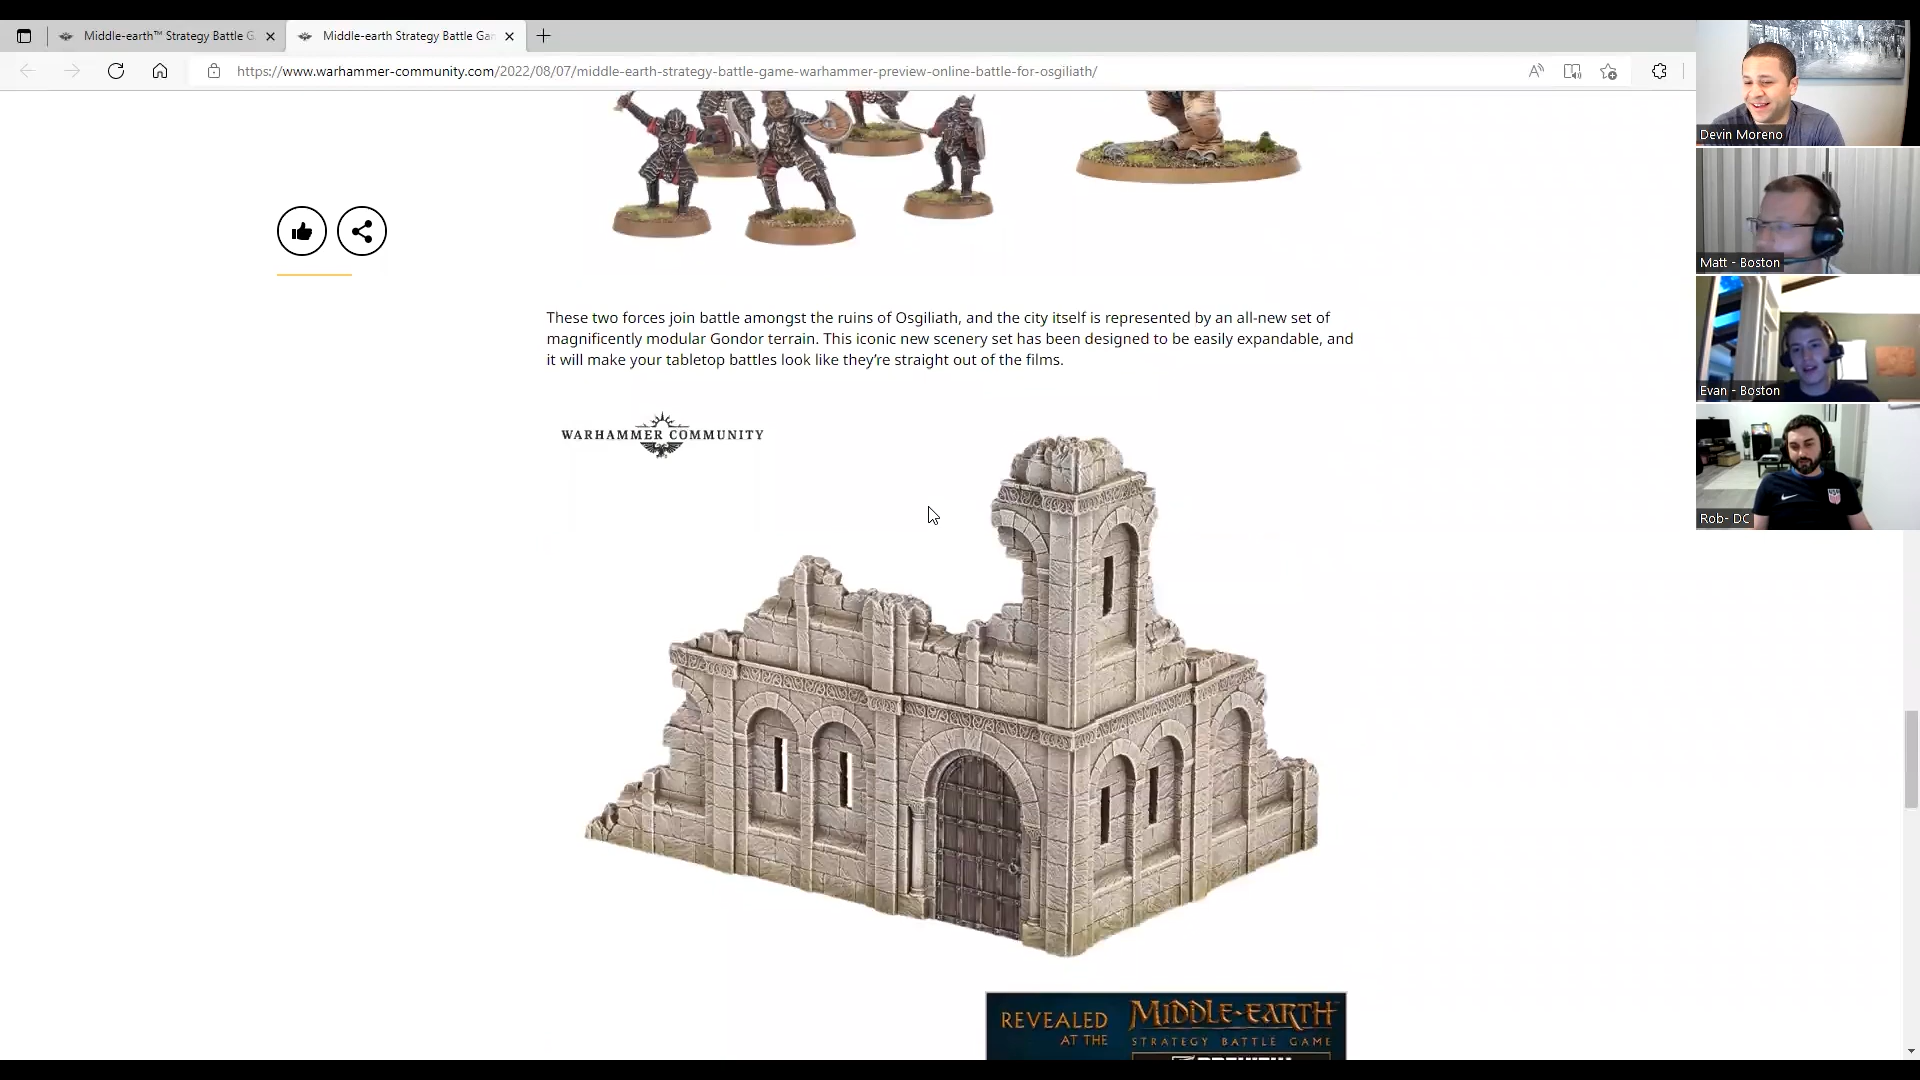 Middle-earth™ Strategy Battle G
Middle-earth Strategy Battle Gam
https://www.warhammer-community.com/2022/08/07/middle-earth-strategy-battle-game-warhammer-preview-online-battle-for-osgiliath/
Devin Moreno
Matt - Boston
Evan - Boston
Rob- DC
These two forces join battle amongst the ruins of Osgiliath, and the city itself is represented by an all-new set of
magnificently modular Gondor terrain. This iconic new scenery set has been designed to be easily expandable, and
it will make your tabletop battles look like they’re straight out of the films.
WARHAMMER COMMUNITY
REVEALED
AT THE
MIDDLE-EARTH
STRATEGY BATTLE GAME